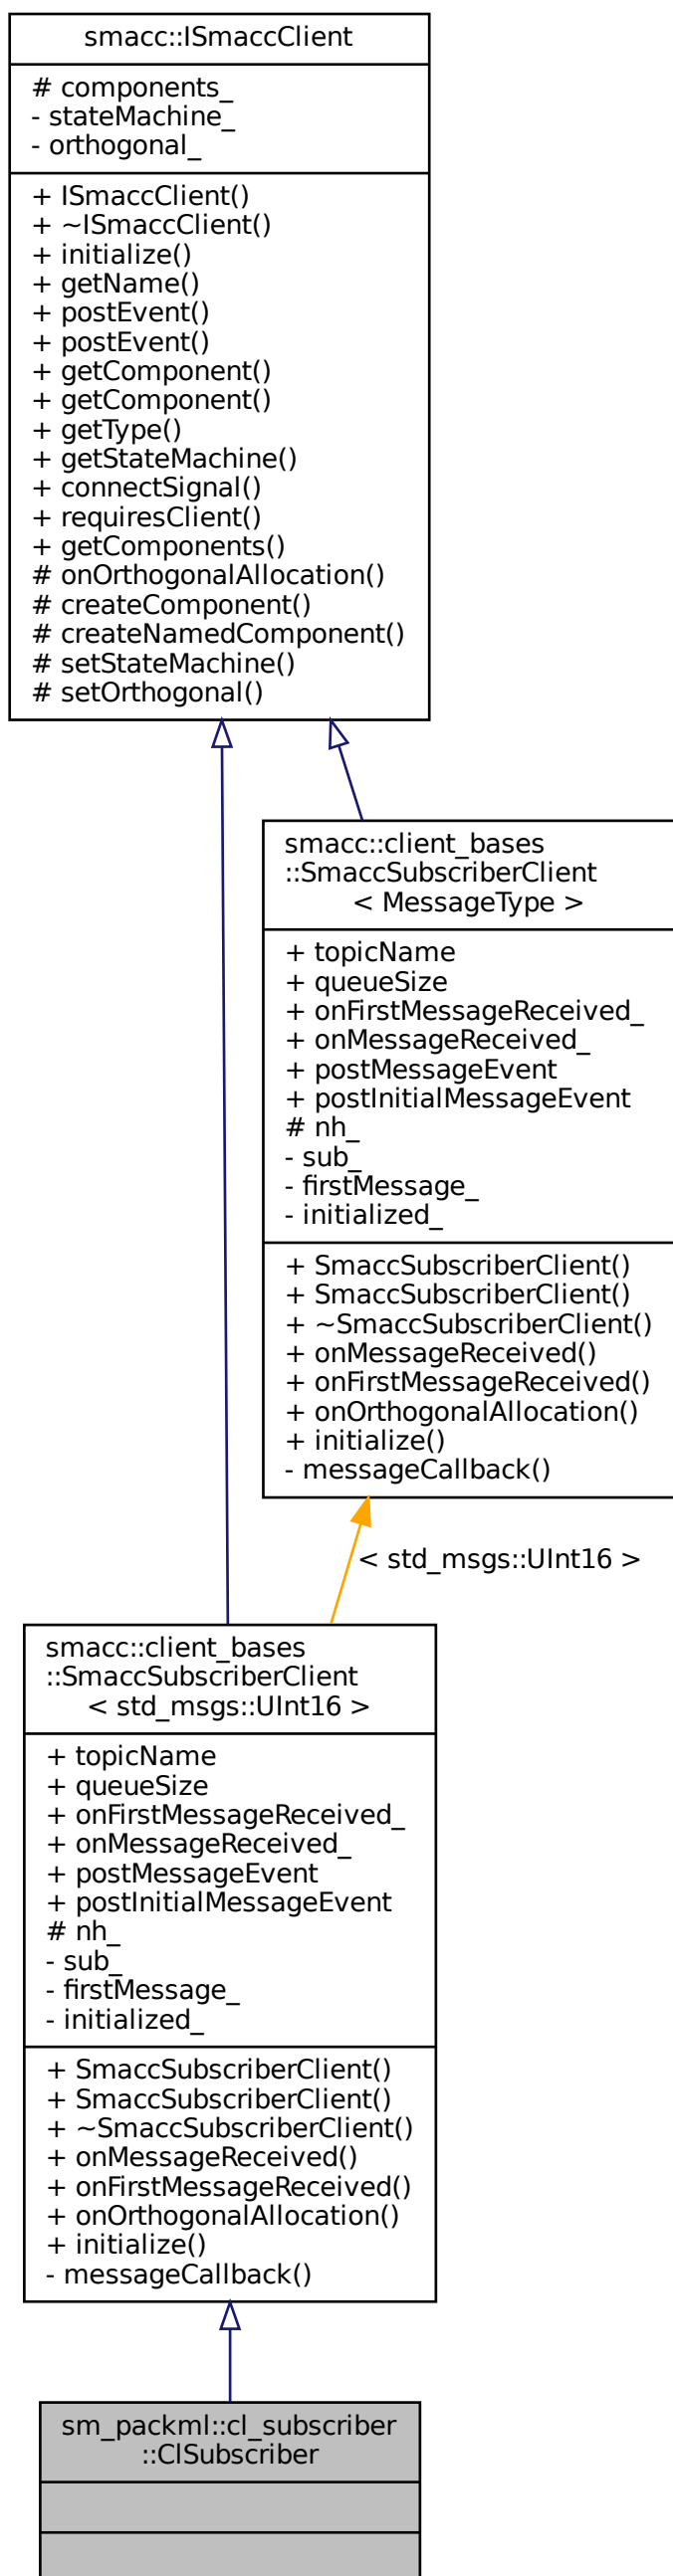 smacc::ISmaccClient
# components_
- stateMachine_
- orthogonal_
+ ISmaccClient()
+ ~ISmaccClient()
+ initialize()
+ getName()
+ postEvent()
+ postEvent()
+ getComponent()
+ getComponent()
+ getType()
+ getStateMachine()
+ connectSignal()
+ requiresClient()
+ getComponents()
# onOrthogonalAllocation()
# createComponent()
# createNamedComponent()
# setStateMachine()
# setOrthogonal()
smacc::client_bases
::SmaccSubscriberClient
< MessageType >
+ topicName
+ queueSize
+ onFirstMessageReceived_
+ onMessageReceived_
+ postMessageEvent
+ postInitialMessageEvent
# nh_
- sub_
- firstMessage_
- initialized_
+ SmaccSubscriberClient()
+ SmaccSubscriberClient()
+ ~SmaccSubscriberClient()
+ onMessageReceived()
+ onFirstMessageReceived()
+ onOrthogonalAllocation()
+ initialize()
- messageCallback()
< std_msgs::UInt16 >
smacc::client_bases
::SmaccSubscriberClient
< std_msgs::UInt16 >
+ topicName
+ queueSize
+ onFirstMessageReceived_
+ onMessageReceived_
+ postMessageEvent
+ postInitialMessageEvent
# nh_
- sub_
- firstMessage_
- initialized_
+ SmaccSubscriberClient()
+ SmaccSubscriberClient()
+ ~SmaccSubscriberClient()
+ onMessageReceived()
+ onFirstMessageReceived()
+ onOrthogonalAllocation()
+ initialize()
- messageCallback()
sm_packml::cl_subscriber
::ClSubscriber